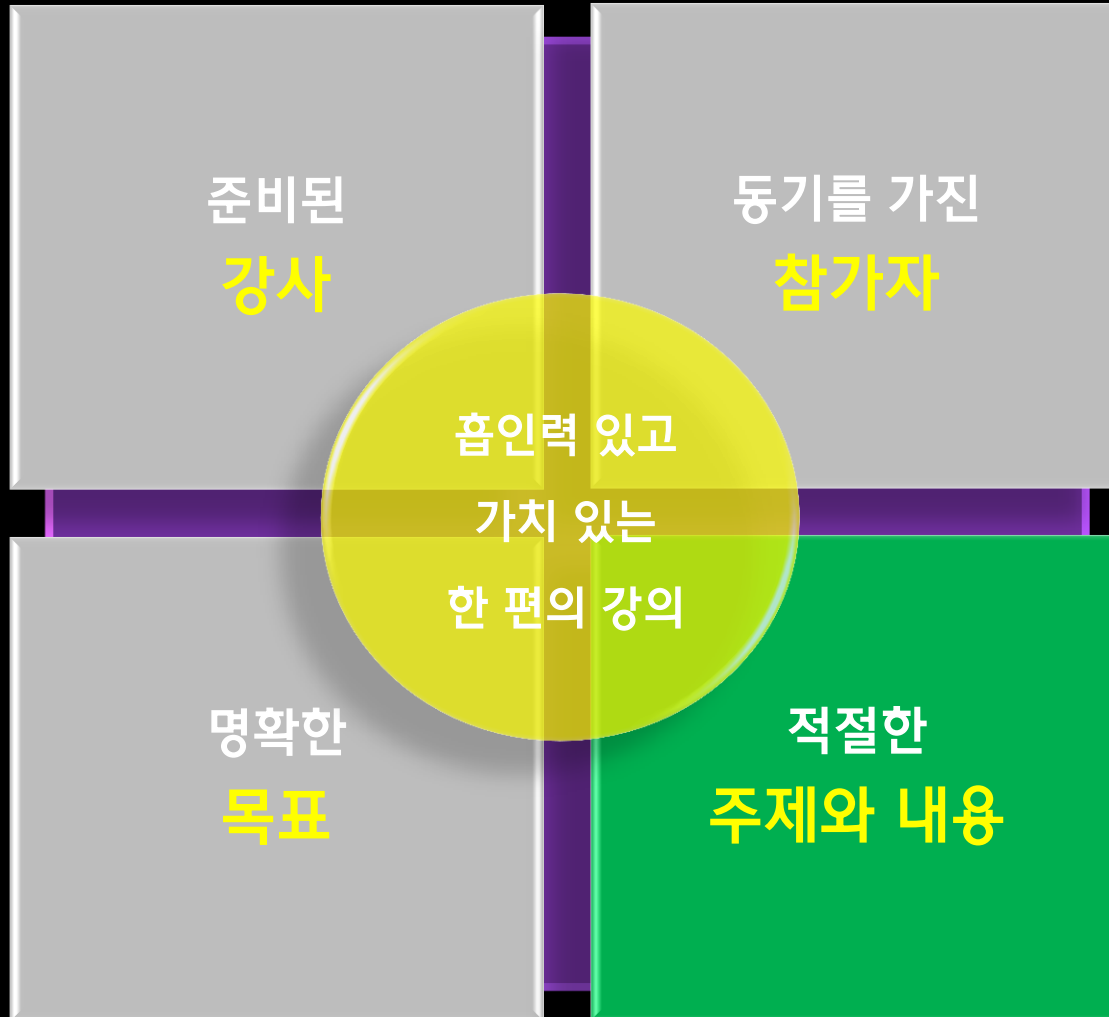 준비된
강사
동기를 가진
참가자
흡인력 있고
가치 있는
한 편의 강의
명확한
목표
적절한
주제와 내용